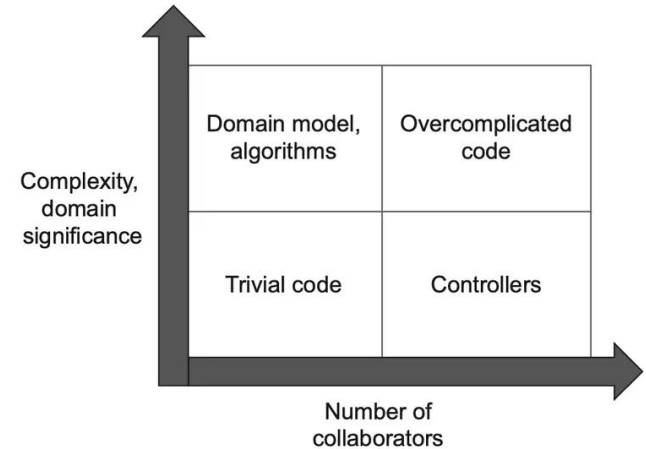 Complexity,
domain
significance
Domain model,
algorithms
Overcomplicated
code
Trivial code
Controllers
Number of
collaborators